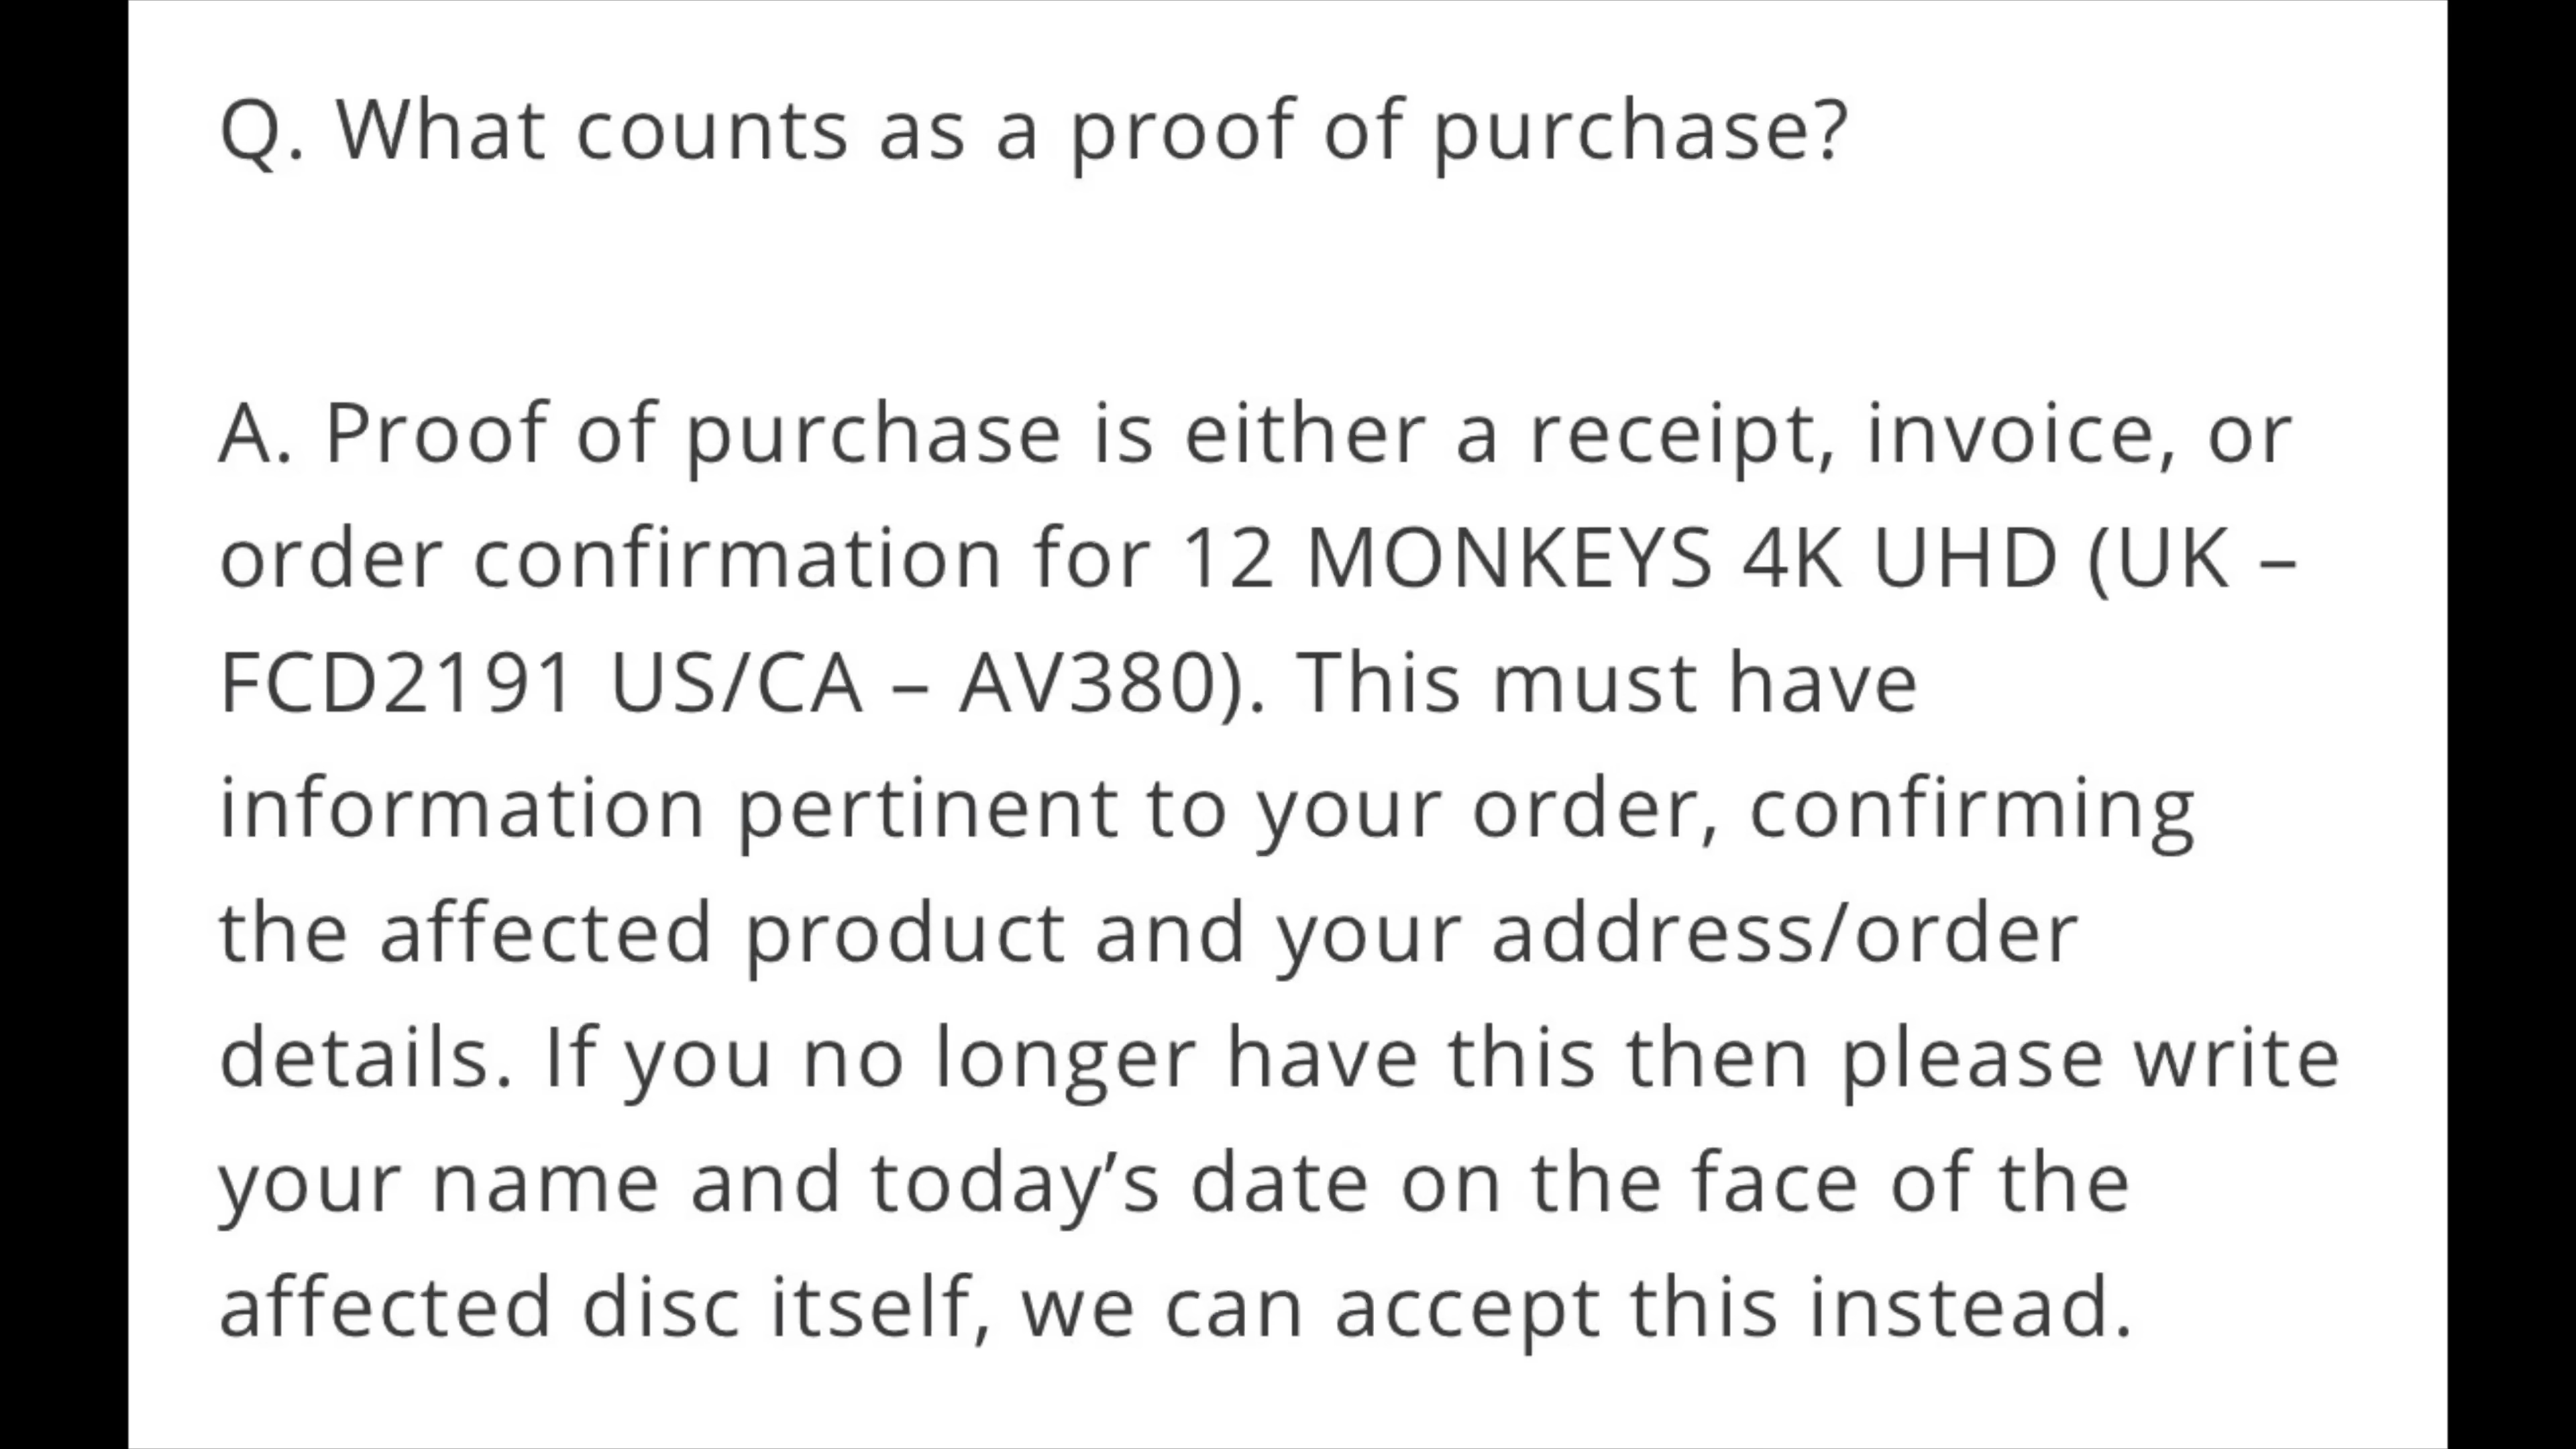 Q. What counts as a proof of purchase?
A. Proof of purchase is either a receipt, invoice, or
order confirmation for 12 MONKEYS 4K UHD (UK –
FCD2191 US/CA – AV380). This must have
information pertinent to your order, confirming
the affected product and your address/order
details. If you no longer have this then please write
your name and today’s date on the face of the
affected disc itself, we can accept this instead.